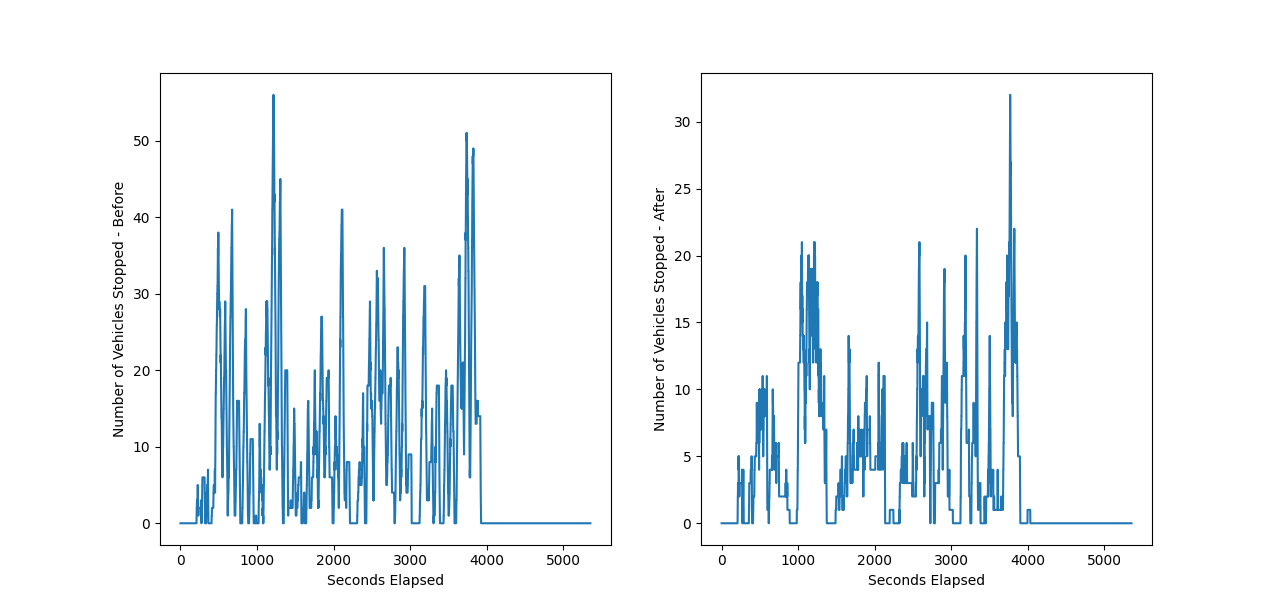 Number of Vehicles Stopped - Before
50
40
30
20
10
0
0 1000 2000 3000 4000 5000
Seconds Elapsed
Number of Vehicles Stopped - After
30
25
20
15
10
5
0
0 1000 2000 3000 4000 5000
Seconds Elapsed